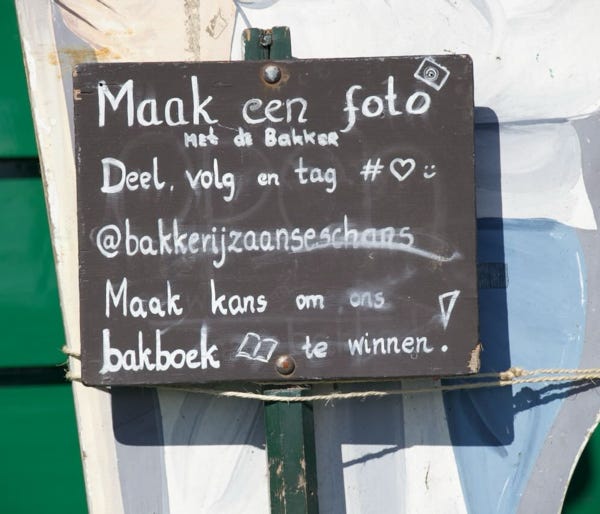 Maak een foto
met de Bakker
Deel, volg en tag #♡ :)
@bakkerijzaanseschans
Maak kans om ons
bakboek te winnen.